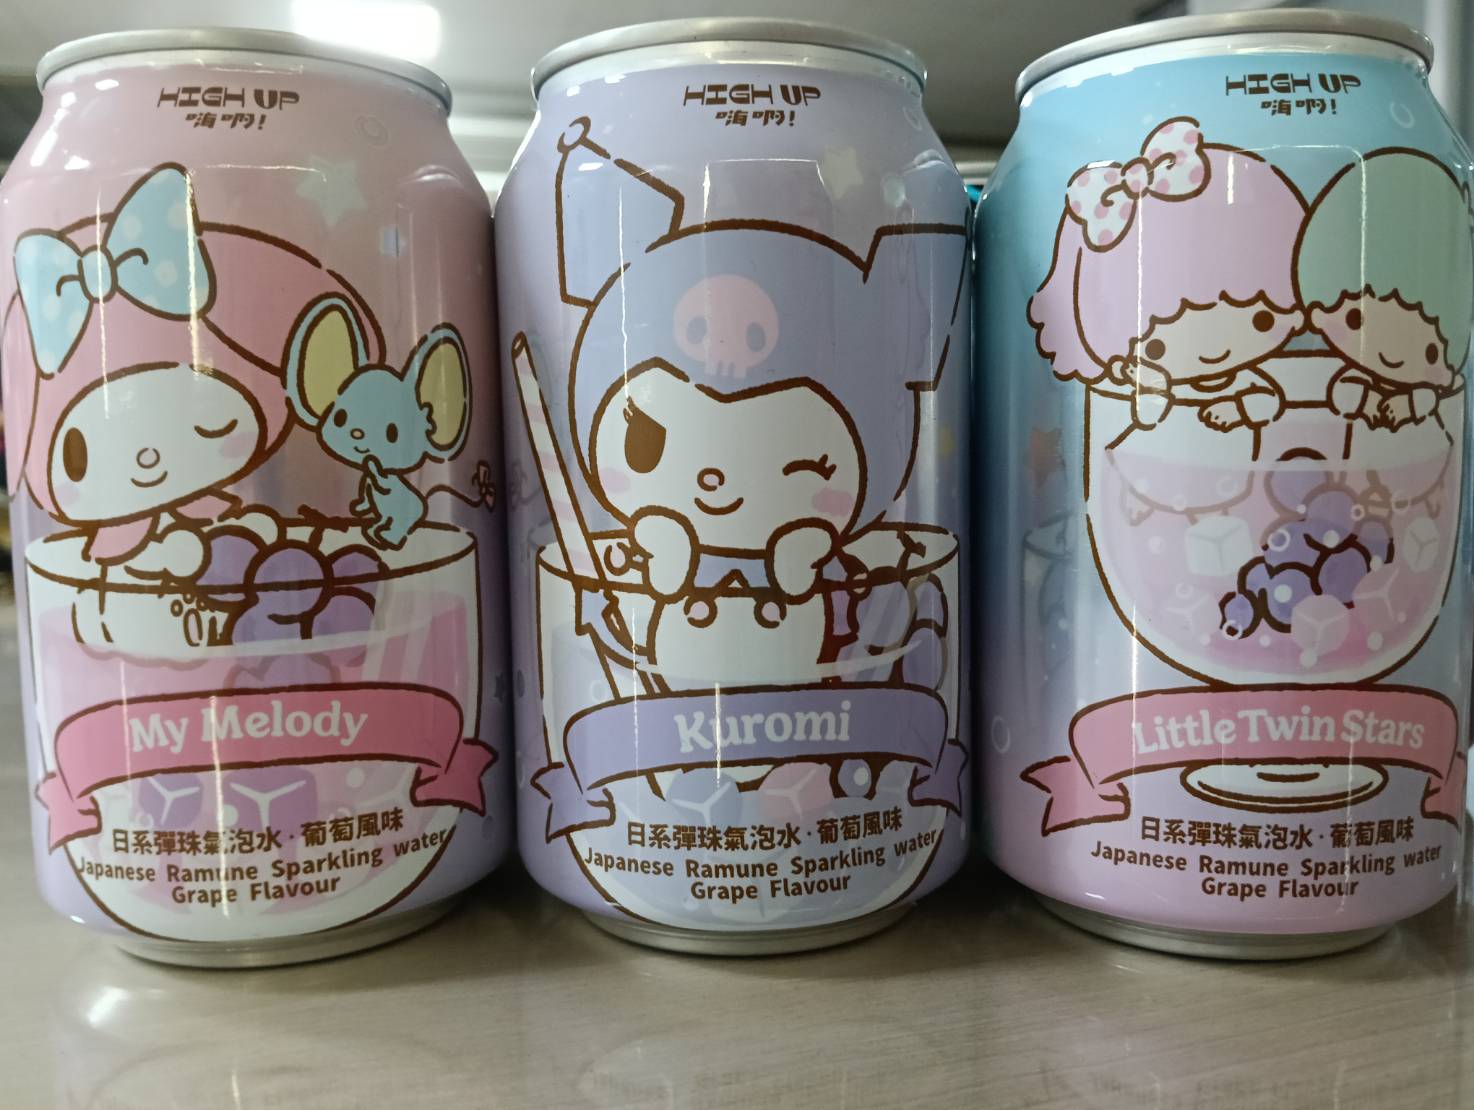 HIGH UP
嗨啊!
My Melody
日系彈珠氣泡水·葡萄風味
Japanese Ramune Sparkling water
Grape Flavour
HIGH UP
嗨啊!
Kuromi
日系彈珠氣泡水·葡萄風味
Japanese Ramune Sparkling water
Grape Flavour
HIGH UP
嗨啊!
Little Twin Stars
日系彈珠氣泡水·葡萄風味
Japanese Ramune Sparkling water
Grape Flavour